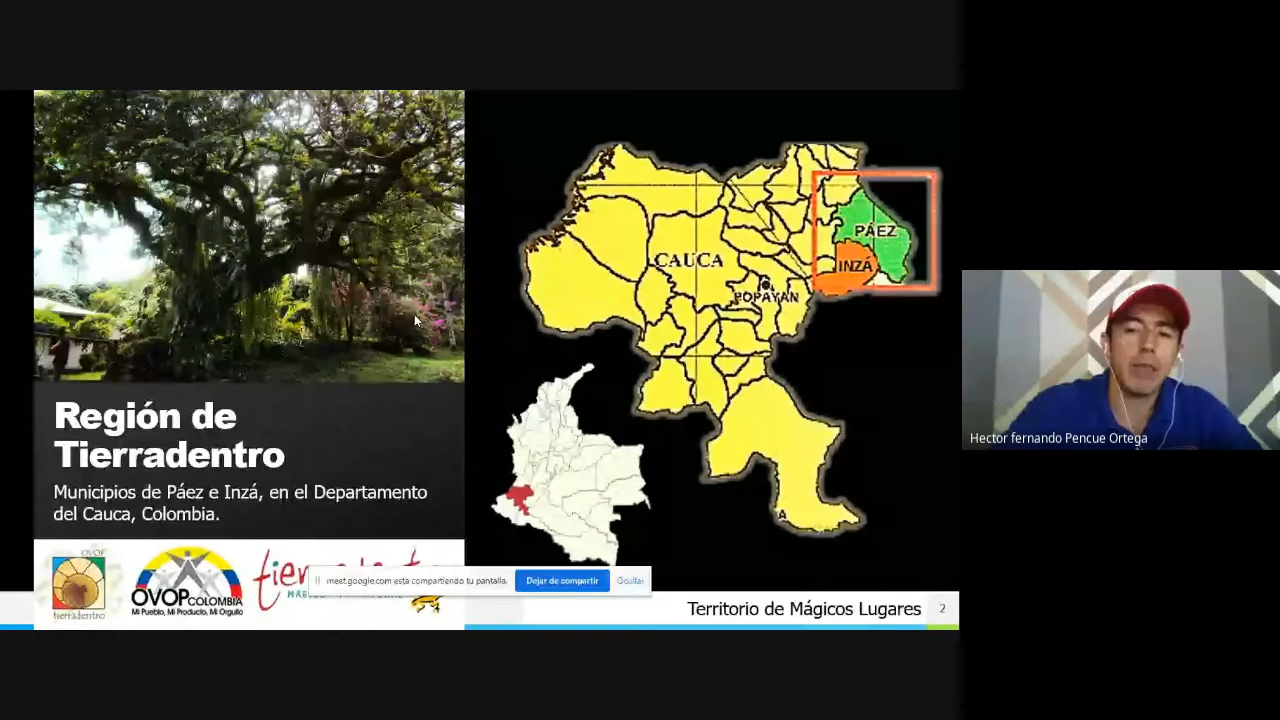 CAUCA
PÁEZ
INZÁ
POPAYÁN
Región de
Tierradentro
Municipios de Páez e Inzá, en el Departamento
del Cauca, Colombia.
OVOP
tierradentro
OVOP COLOMBIA
Mi Pueblo, Mi Producto, Mi Orgullo
meet.google.com está compartiendo tu pantalla.
Dejar de compartir
Ocultar
Territorio de Mágicos Lugares
2
Hector fernando Pencue Ortega